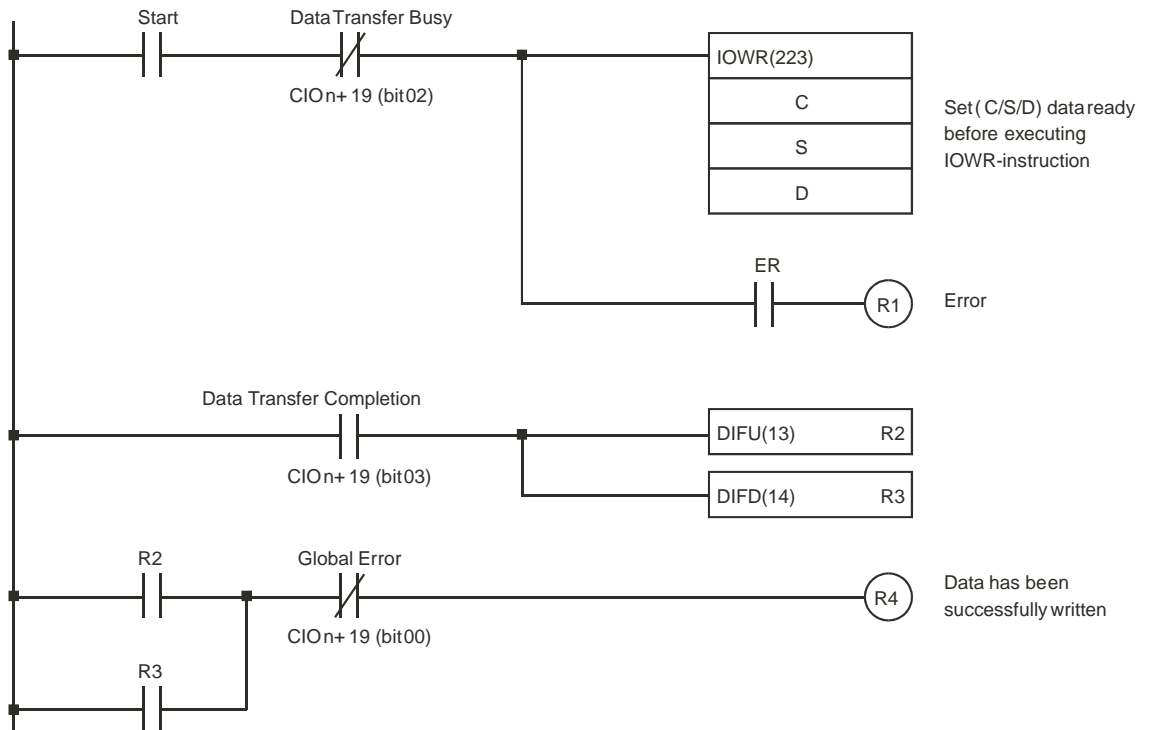 Start
Data Transfer Busy
IOWR(223)
CIO n+ 19 (bit 02)
C
S
D
Set ( C/S/D) data ready
before executing
IOWR-instruction
ER
R1
Error
Data Transfer Completion
DIFU(13) R2
CIO n+ 19 (bit 03)
DIFD(14) R3
R2
Global Error
CIO n+ 19 (bit 00)
R4
Data has been
successfully written
R3